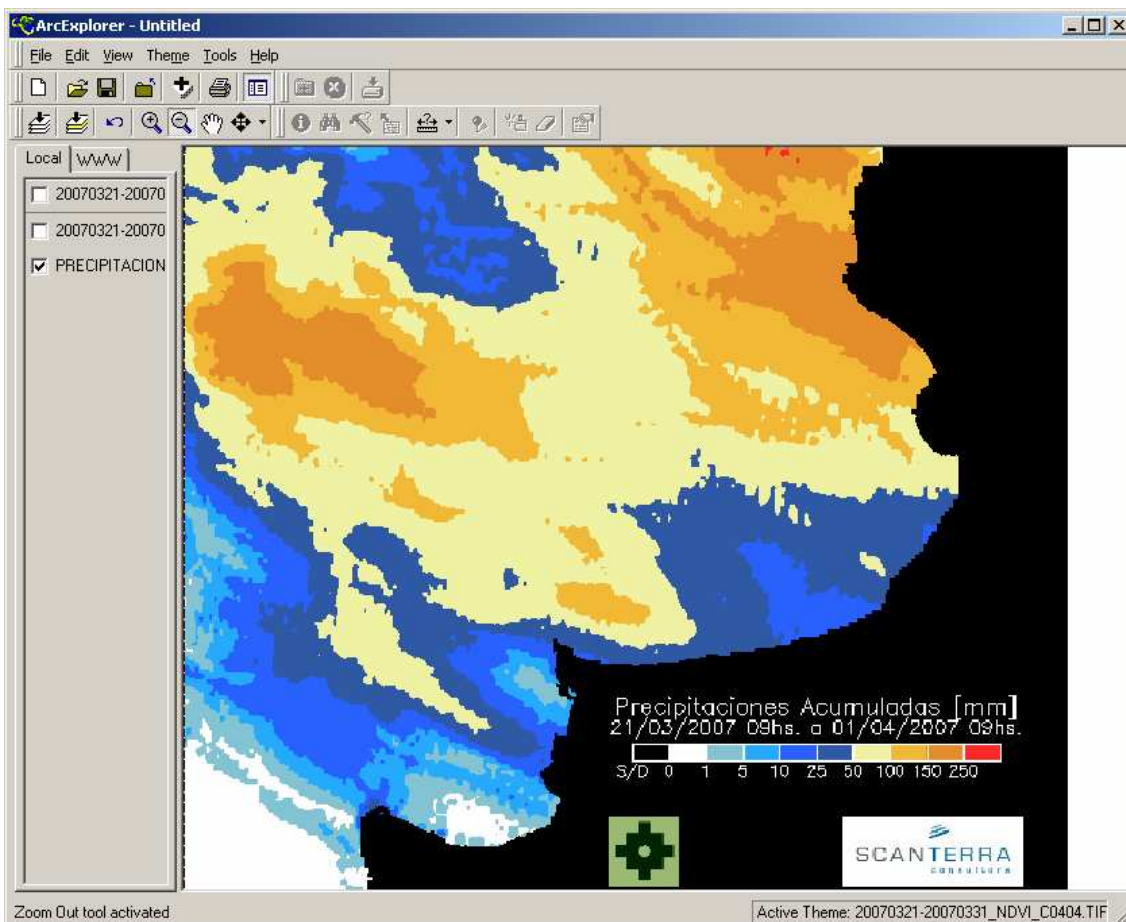 ArcExplorer - Untitled
File Edit View Theme Tools Help
Local WWW
20070321-20070
20070321-20070
PRECIPITACION
Precipitaciones Acumuladas [mm]
21/03/2007 09hs. a 01/04/2007 09hs.
S/D 0 1 5 10 25 50 100 150 250
SCANTERRA
consultora
Zoom Out tool activated
Active Theme: 20070321-20070331_NDVI_C0404.TIF